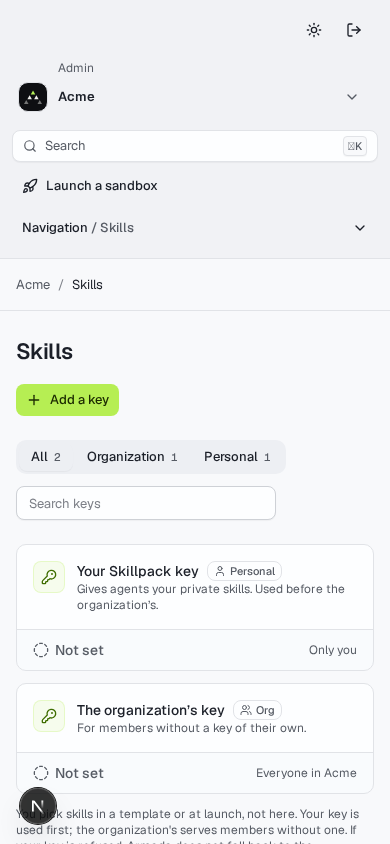 Admin
Acme
Search
K
Launch a sandbox
Navigation / Skills
Acme / Skills
Skills
+ Add a key
All 2 Organization 1 Personal 1
Search keys
Your Skillpack key Personal
Gives agents your private skills. Used before the
organization's.
Not set Only you
The organization's key Org
For members without a key of their own.
Not set Everyone in Acme
N
You pick skills in a template or at launch, not here. Your key is
used first; the organization's serves members without one. If